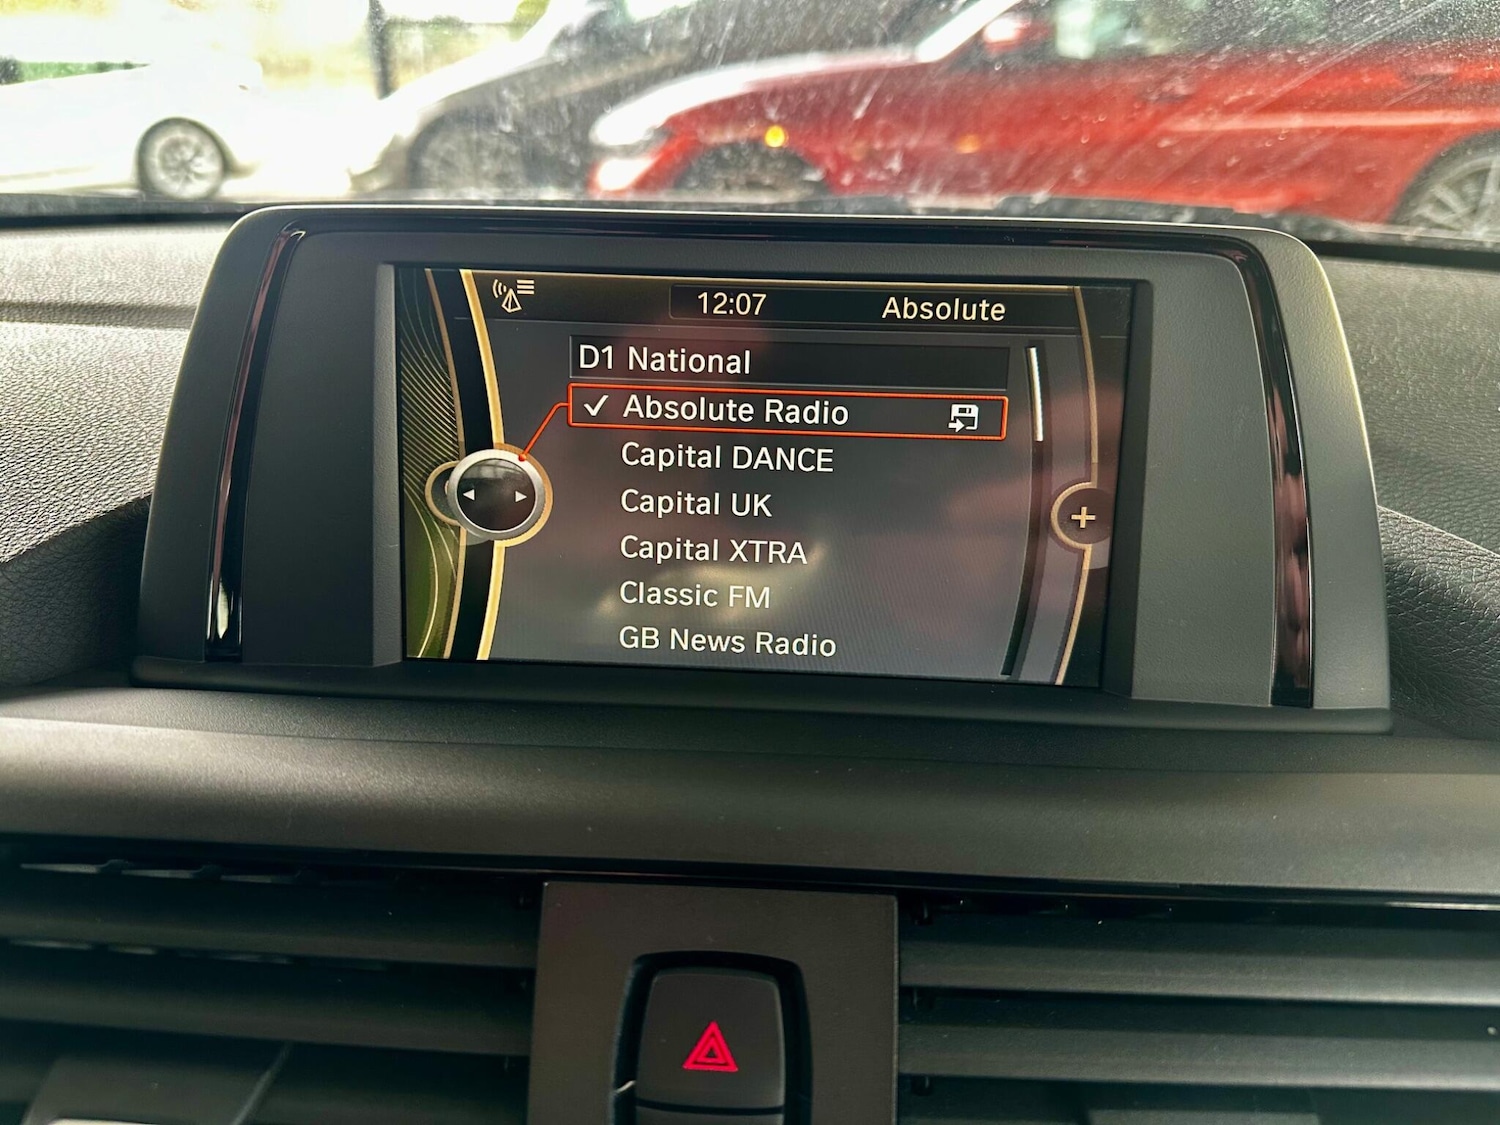 12:07 Absolute
D1 National
✓ Absolute Radio
Capital DANCE
Capital UK
Capital XTRA
Classic FM
GB News Radio